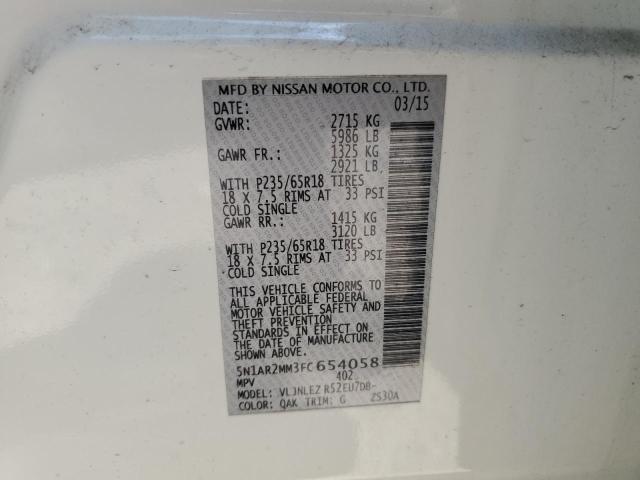 MFD BY NISSAN MOTOR CO., LTD.
DATE: 03/15
GVWR: 2715 KG
5986 LB
GAWR FR.: 1325 KG
2921 LB
WITH P235/65R18 TIRES
18 X 7.5 RIMS AT 33 PSI
COLD SINGLE
GAWR RR.: 1415 KG
3120 LB
WITH P235/65R18 TIRES
18 X 7.5 RIMS AT 33 PSI
COLD SINGLE
THIS VEHICLE CONFORMS TO
ALL APPLICABLE FEDERAL
MOTOR VEHICLE SAFETY AND
THEFT PREVENTION
STANDARDS IN EFFECT ON
THE DATE OF MANUFACTURE
SHOWN ABOVE.
5N1AR2MM3FC654058
MPV 402
MODEL: VLJNLEZ R52EU7DB-
COLOR: QAK TRIM: G ZS30A